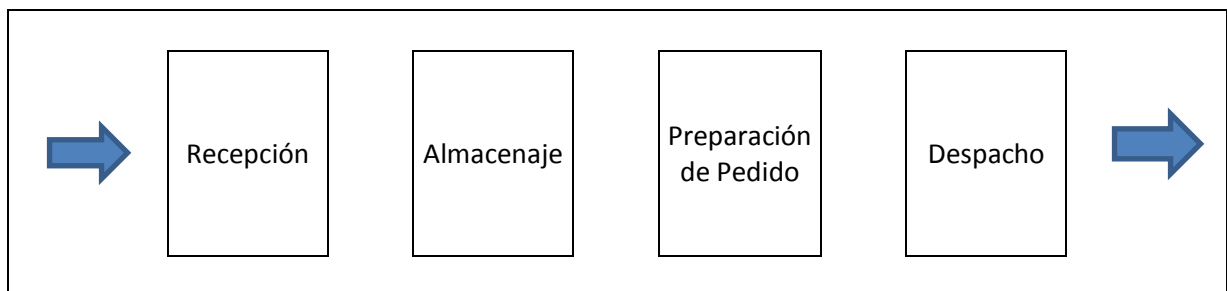 Recepción
Almacenaje
Preparación
de Pedido
Despacho